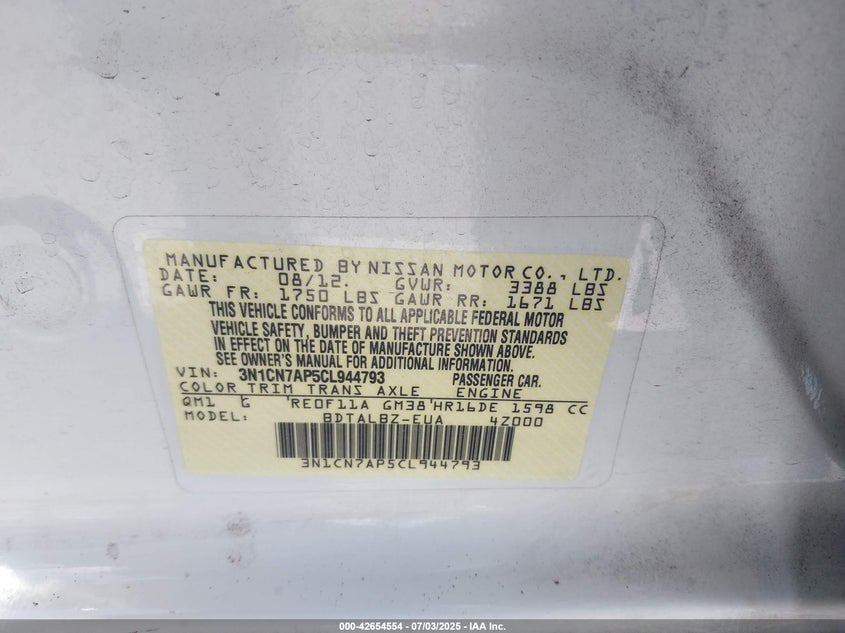 MANUFACTURED BY NISSAN MOTOR CO., LTD.
DATE: 08/12. GVWR: 3388 LBS
GAWR FR: 1750 LBS GAWR RR: 1671 LBS
THIS VEHICLE CONFORMS TO ALL APPLICABLE FEDERAL MOTOR
VEHICLE SAFETY, BUMPER AND THEFT PREVENTION STANDARDS
IN EFFECT ON THE DATE OF MANUFACTURE SHOWN ABOVE.
SEE OWNER'S MANUAL FOR ADDITIONAL INFORMATION.
VIN: 3N1CN7AP5CL944793 PASSENGER CAR.
COLOR TRIM TRANS AXLE ENGINE
QM1 G RE0F11A GM38 HR16DE 1598 CC
MODEL: BDTALBZ-EUA 4Z000
3N1CN7AP5CL944793
000-42654554 - 07/03/2025 - IAA Inc.